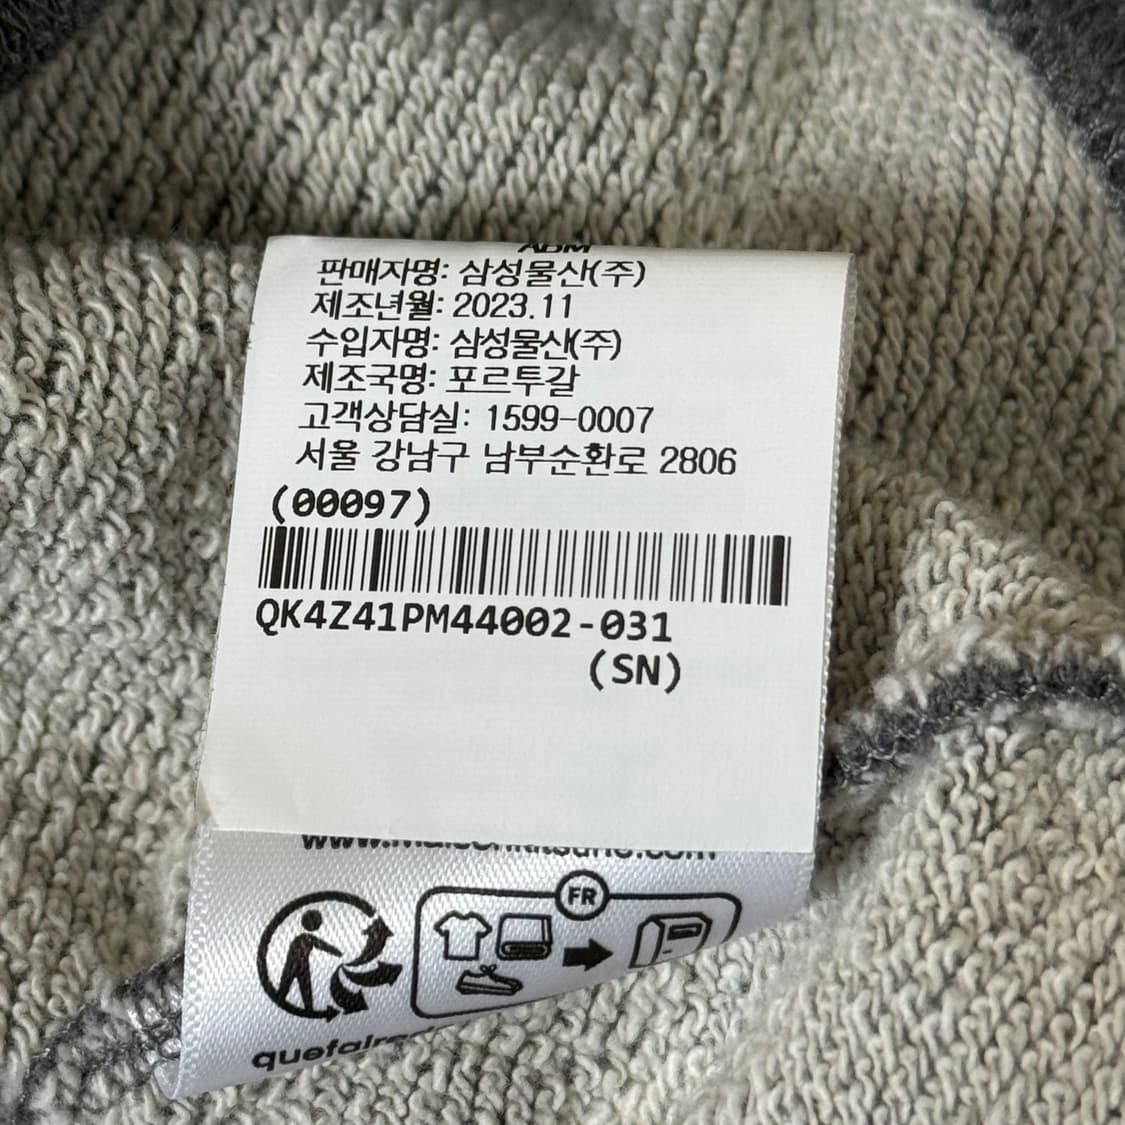 판매자명: 삼성물산(주)
제조년월: 2023.11
수입자명: 삼성물산(주)
제조국명: 포르투갈
고객상담실: 1599-0007
서울 강남구 남부순환로 2806
(00097)
QK4Z41PM44002-031
(SN)
FR